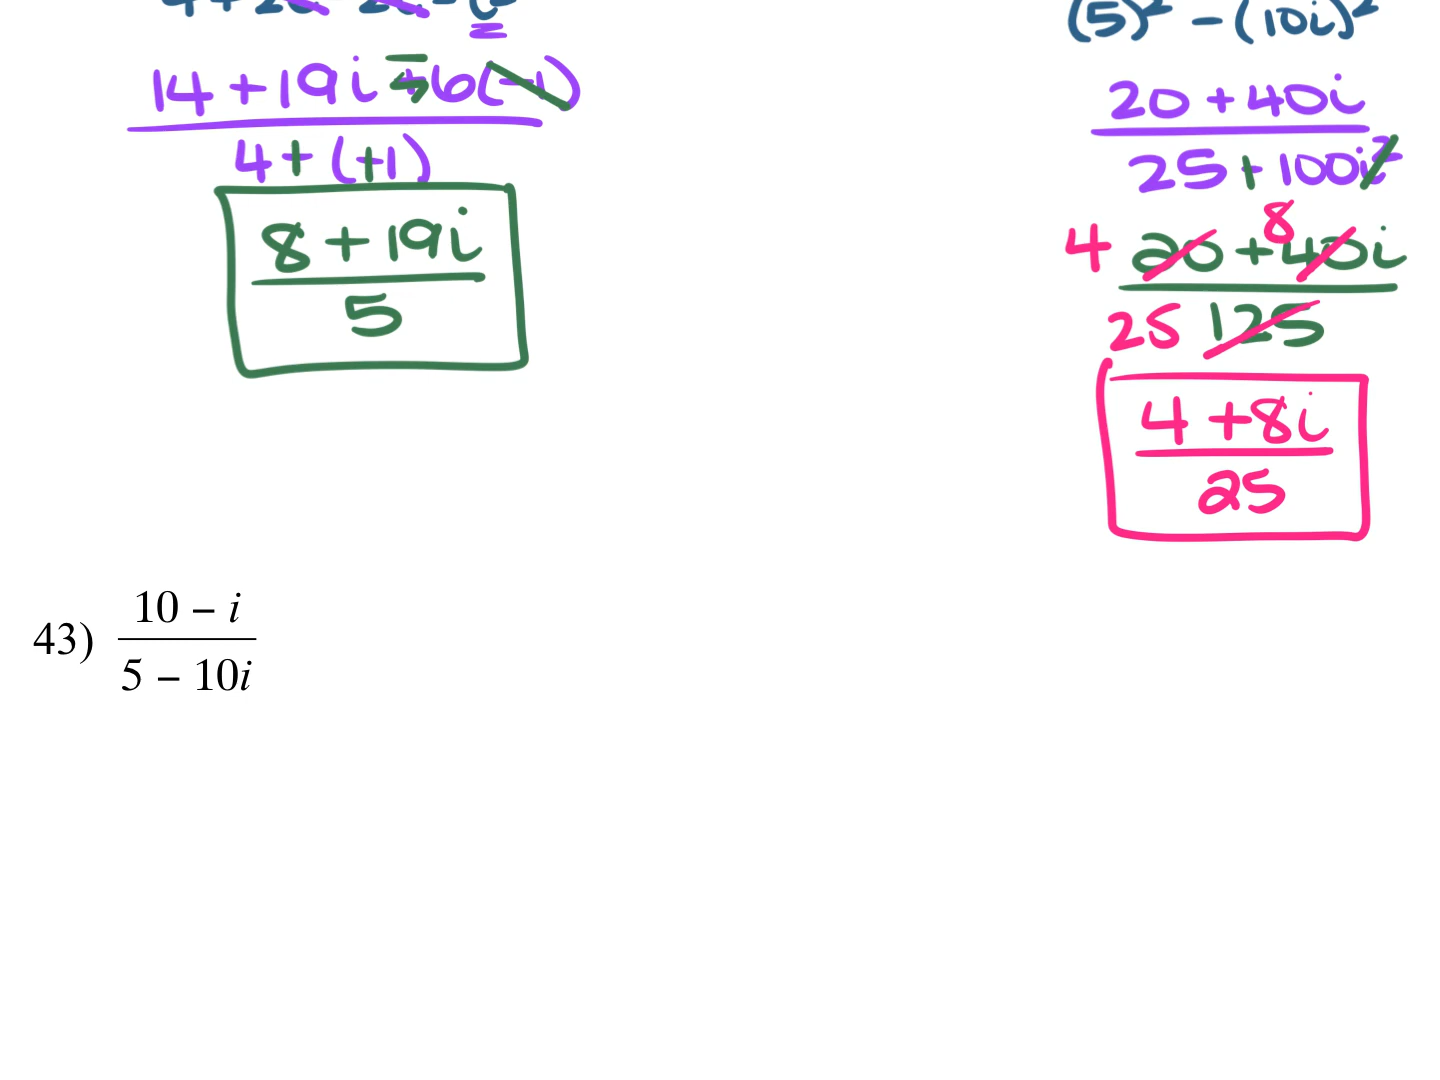 14 + 19i + 6(-1)
4 + (+1)
8 + 19i
5
(5)² - (10i)²
20 + 40i
25 + 100i²
4 20 + 8 40i
25 125
4 + 8i
25
43) 10 − i
5 − 10i